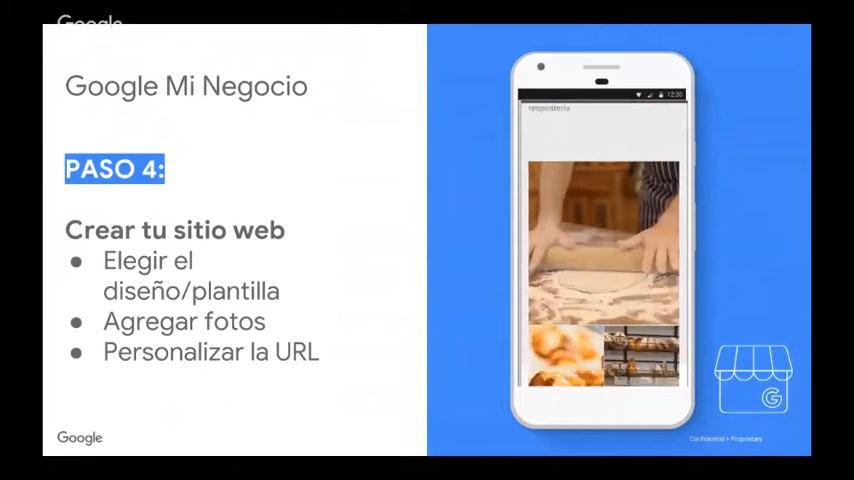 Google
Google Mi Negocio
PASO 4:
Crear tu sitio web
● Elegir el
diseño/plantilla
● Agregar fotos
● Personalizar la URL
Google
12:30
resposteria
G
Confidential + Proprietary